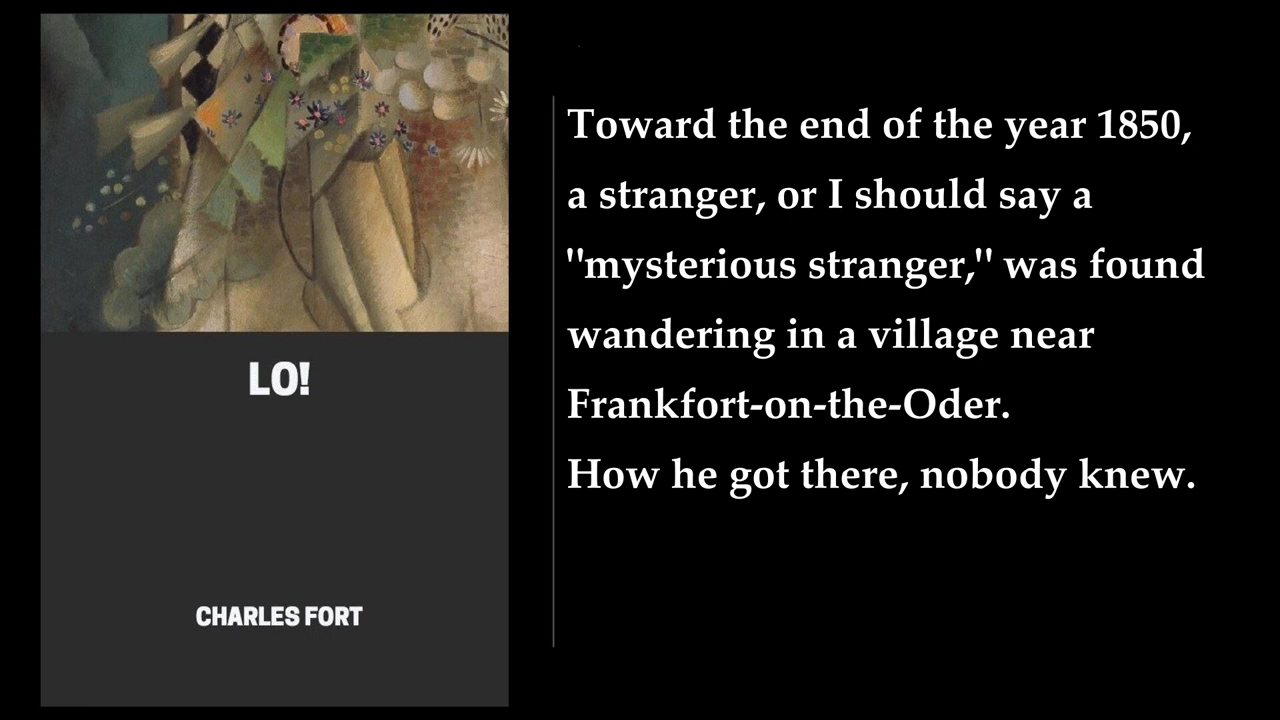 LO!
CHARLES FORT
Toward the end of the year 1850,
a stranger, or I should say a
"mysterious stranger," was found
wandering in a village near
Frankfort-on-the-Oder.
How he got there, nobody knew.